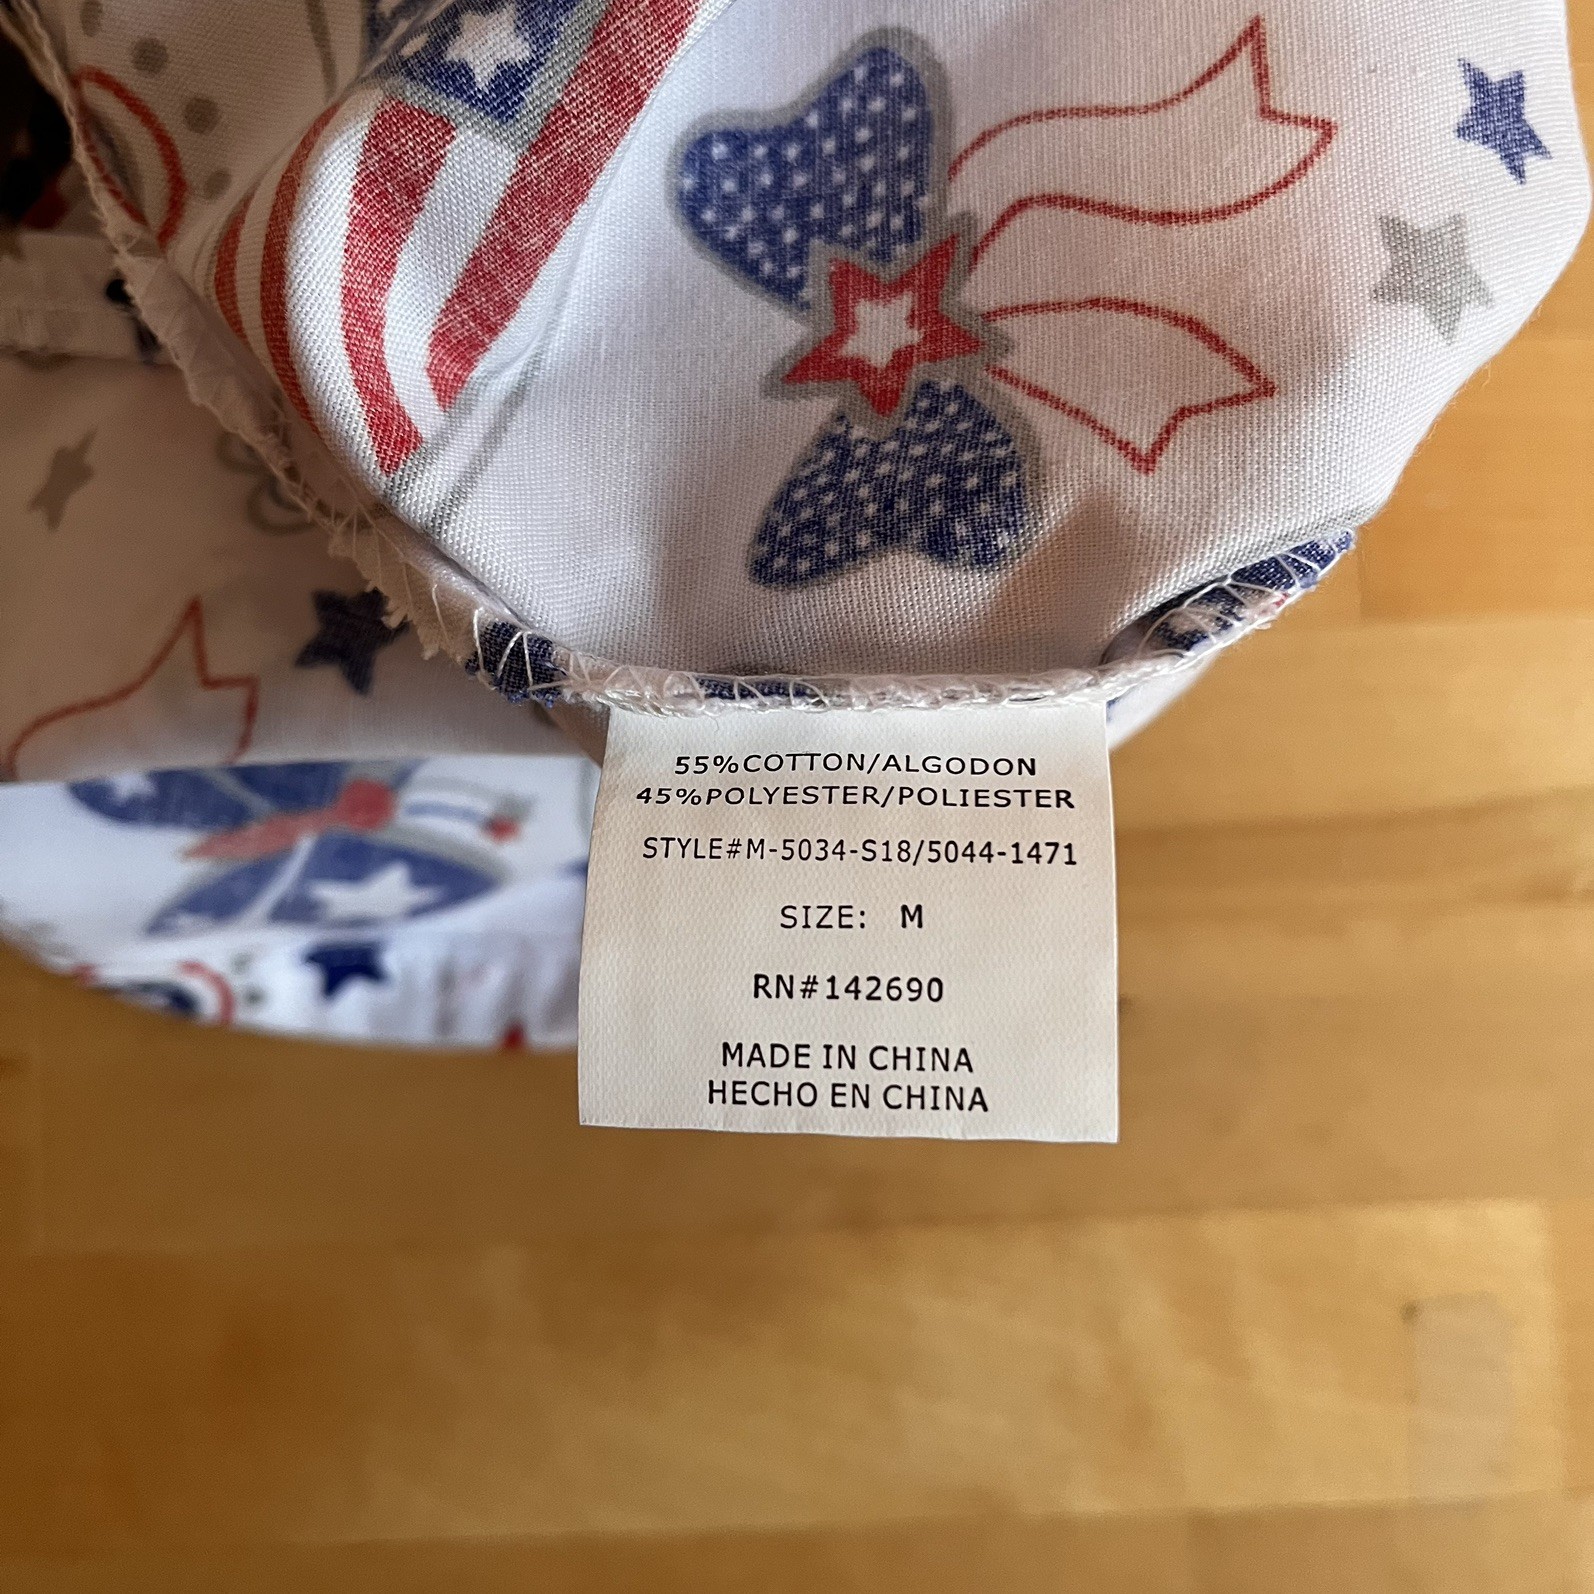 55%COTTON/ALGODON
45%POLYESTER/POLIESTER
STYLE#M-5034-S18/5044-1471
SIZE: M
RN#142690
MADE IN CHINA
HECHO EN CHINA